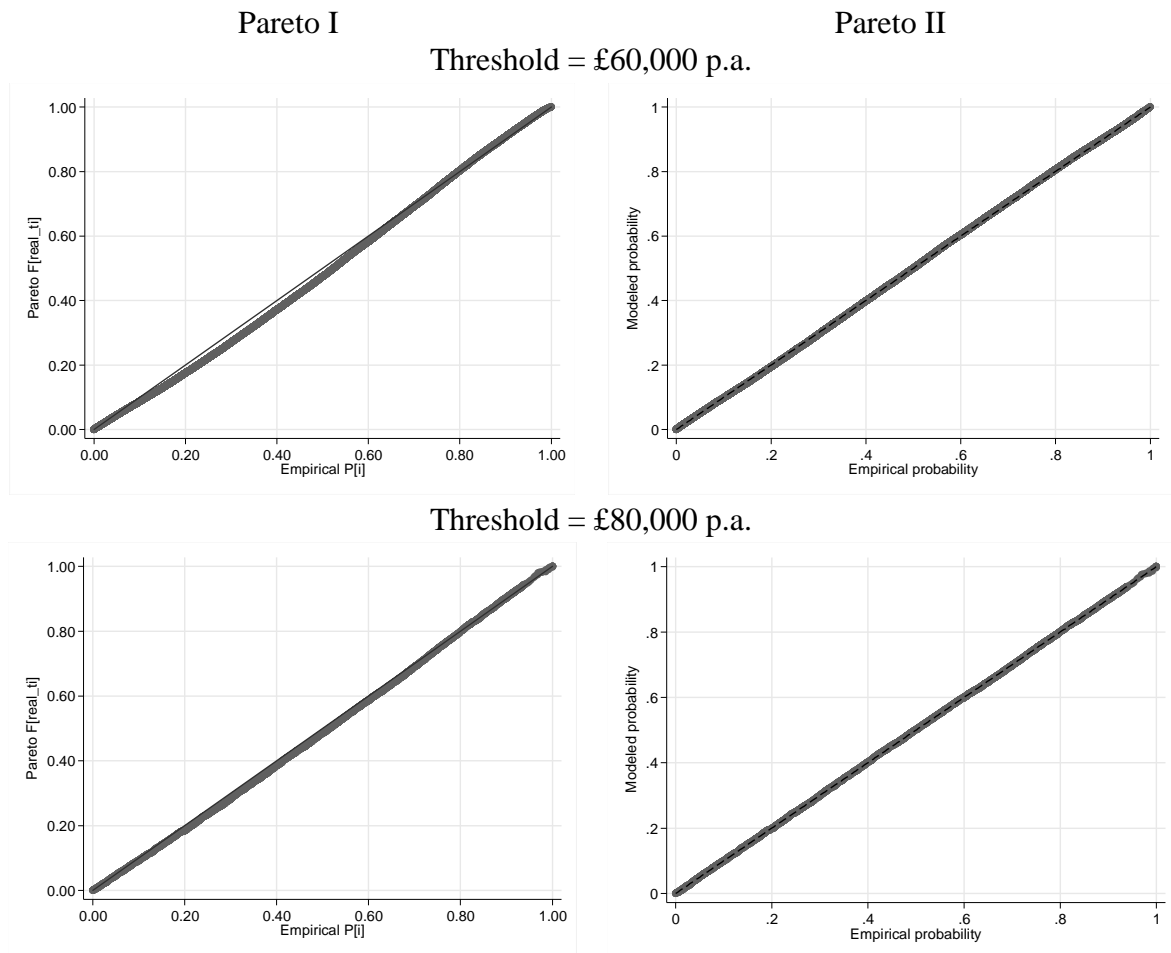 Pareto I
Pareto II
Threshold = £60,000 p.a.
1.00
0.80
0.60
0.40
0.20
0.00
Pareto F[real_ti]
0.00 0.20 0.40 0.60 0.80 1.00
Empirical P[i]
1
.8
.6
.4
.2
0
Modeled probability
0 .2 .4 .6 .8 1
Empirical probability
Threshold = £80,000 p.a.
1.00
0.80
0.60
0.40
0.20
0.00
Pareto F[real_ti]
0.00 0.20 0.40 0.60 0.80 1.00
Empirical P[i]
1
.8
.6
.4
.2
0
Modeled probability
0 .2 .4 .6 .8 1
Empirical probability